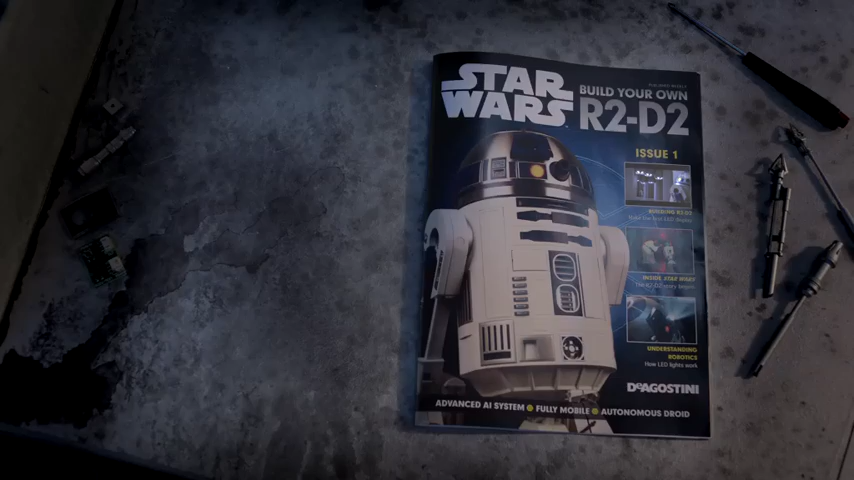 STAR
WARS
BUILD YOUR OWN
R2-D2
ISSUE 1
BUILDING R2-D2
INSIDE STAR WARS
UNDERSTANDING
ROBOTICS
How LED lights work
DeAGOSTINI
ADVANCED AI SYSTEM FULLY MOBILE AUTONOMOUS DROID